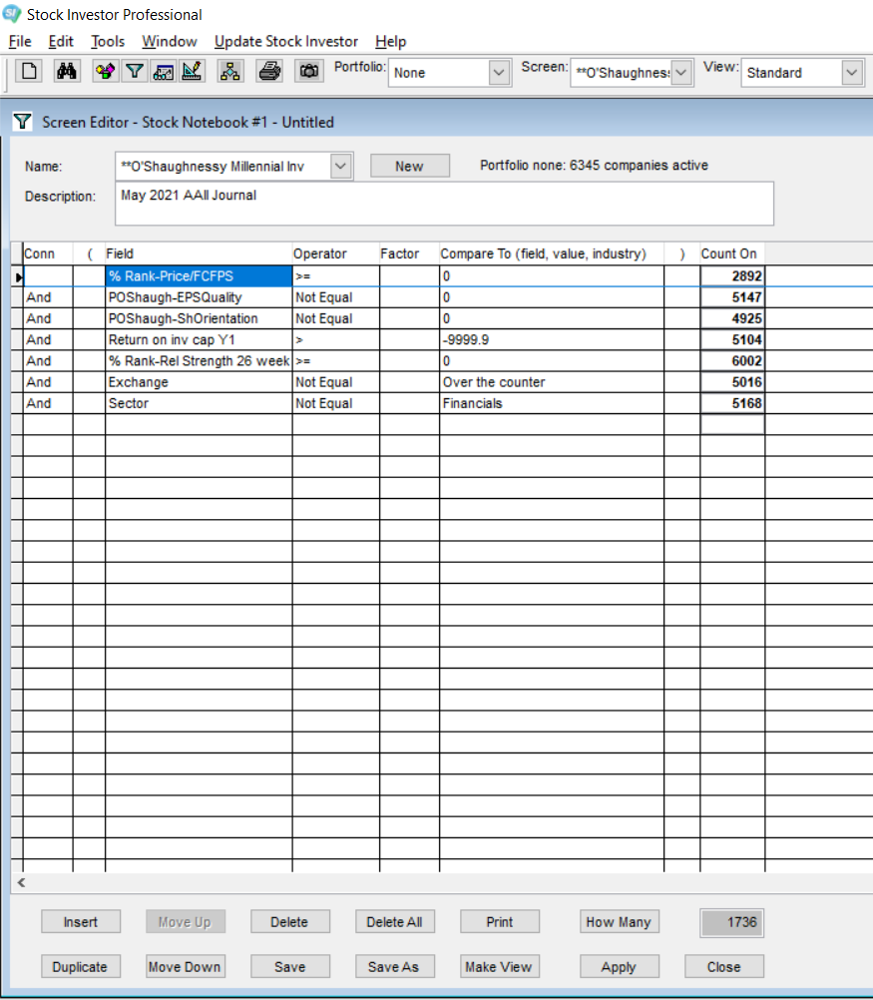 Stock Investor Professional
File Edit Tools Window Update Stock Investor Help
Portfolio: None Screen: **O'Shaughnes: View: Standard
Screen Editor - Stock Notebook #1 - Untitled
Name: **O'Shaughnessy Millennial Inv New Portfolio none: 6345 companies active
Description: May 2021 AAII Journal
Conn ( Field Operator Factor Compare To (field, value, industry) ) Count On
% Rank-Price/FCFPS >= 0 2892
And POShaugh-EPSQuality Not Equal 0 5147
And POShaugh-ShOrientation Not Equal 0 4925
And Return on inv cap Y1 > -9999.9 5104
And % Rank-Rel Strength 26 week >= 0 6002
And Exchange Not Equal Over the counter 5016
And Sector Not Equal Financials 5168
Insert Move Up Delete Delete All Print How Many 1736
Duplicate Move Down Save Save As Make View Apply Close